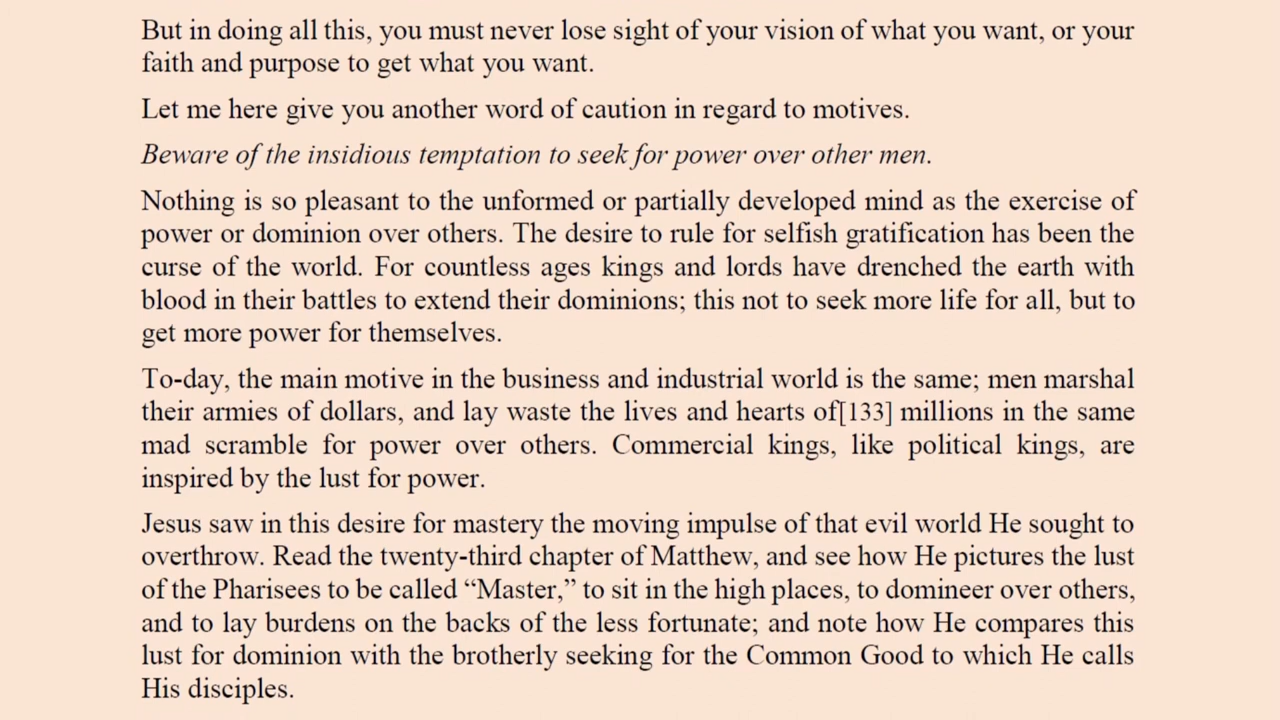 But in doing all this, you must never lose sight of your vision of what you want, or your
faith and purpose to get what you want.
Let me here give you another word of caution in regard to motives.
Beware of the insidious temptation to seek for power over other men.
Nothing is so pleasant to the unformed or partially developed mind as the exercise of
power or dominion over others. The desire to rule for selfish gratification has been the
curse of the world. For countless ages kings and lords have drenched the earth with
blood in their battles to extend their dominions; this not to seek more life for all, but to
get more power for themselves.
To-day, the main motive in the business and industrial world is the same; men marshal
their armies of dollars, and lay waste the lives and hearts of[133] millions in the same
mad scramble for power over others. Commercial kings, like political kings, are
inspired by the lust for power.
Jesus saw in this desire for mastery the moving impulse of that evil world He sought to
overthrow. Read the twenty-third chapter of Matthew, and see how He pictures the lust
of the Pharisees to be called “Master,” to sit in the high places, to domineer over others,
and to lay burdens on the backs of the less fortunate; and note how He compares this
lust for dominion with the brotherly seeking for the Common Good to which He calls
His disciples.